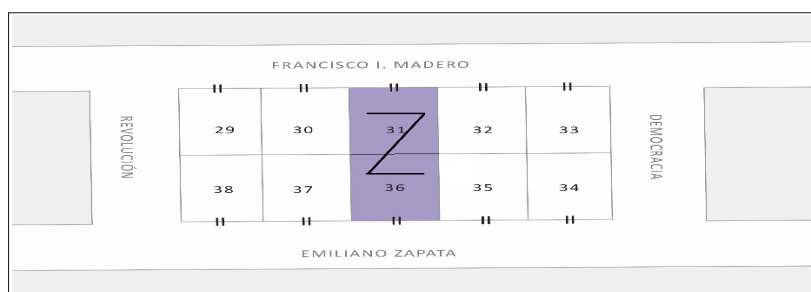 FRANCISCO I. MADERO
REVOLUCIÓN
29 30 31 32 33
DEMOCRACIA
38 37 36 35 34
EMILIANO ZAPATA